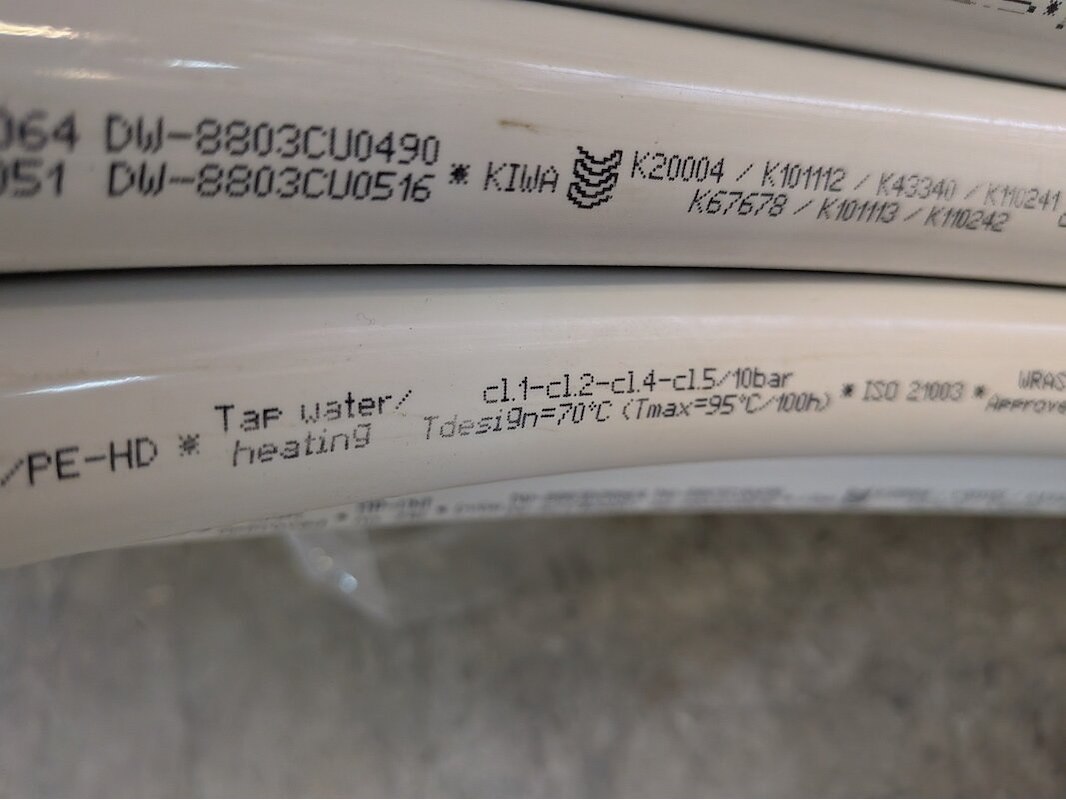 064 DW-8803CU0490
051 DW-8803CU0516 * KIWA
K20004 / K101112 / K43340 / K110241
K67678 / K101113 / K110242
/PE-HD * Tap water/
heating
cl.1-cl.2-cl.4-cl.5/10bar
Tdesign=70°C (Tmax=95°C/100h) * ISO 21003 *
WRAS
Approve